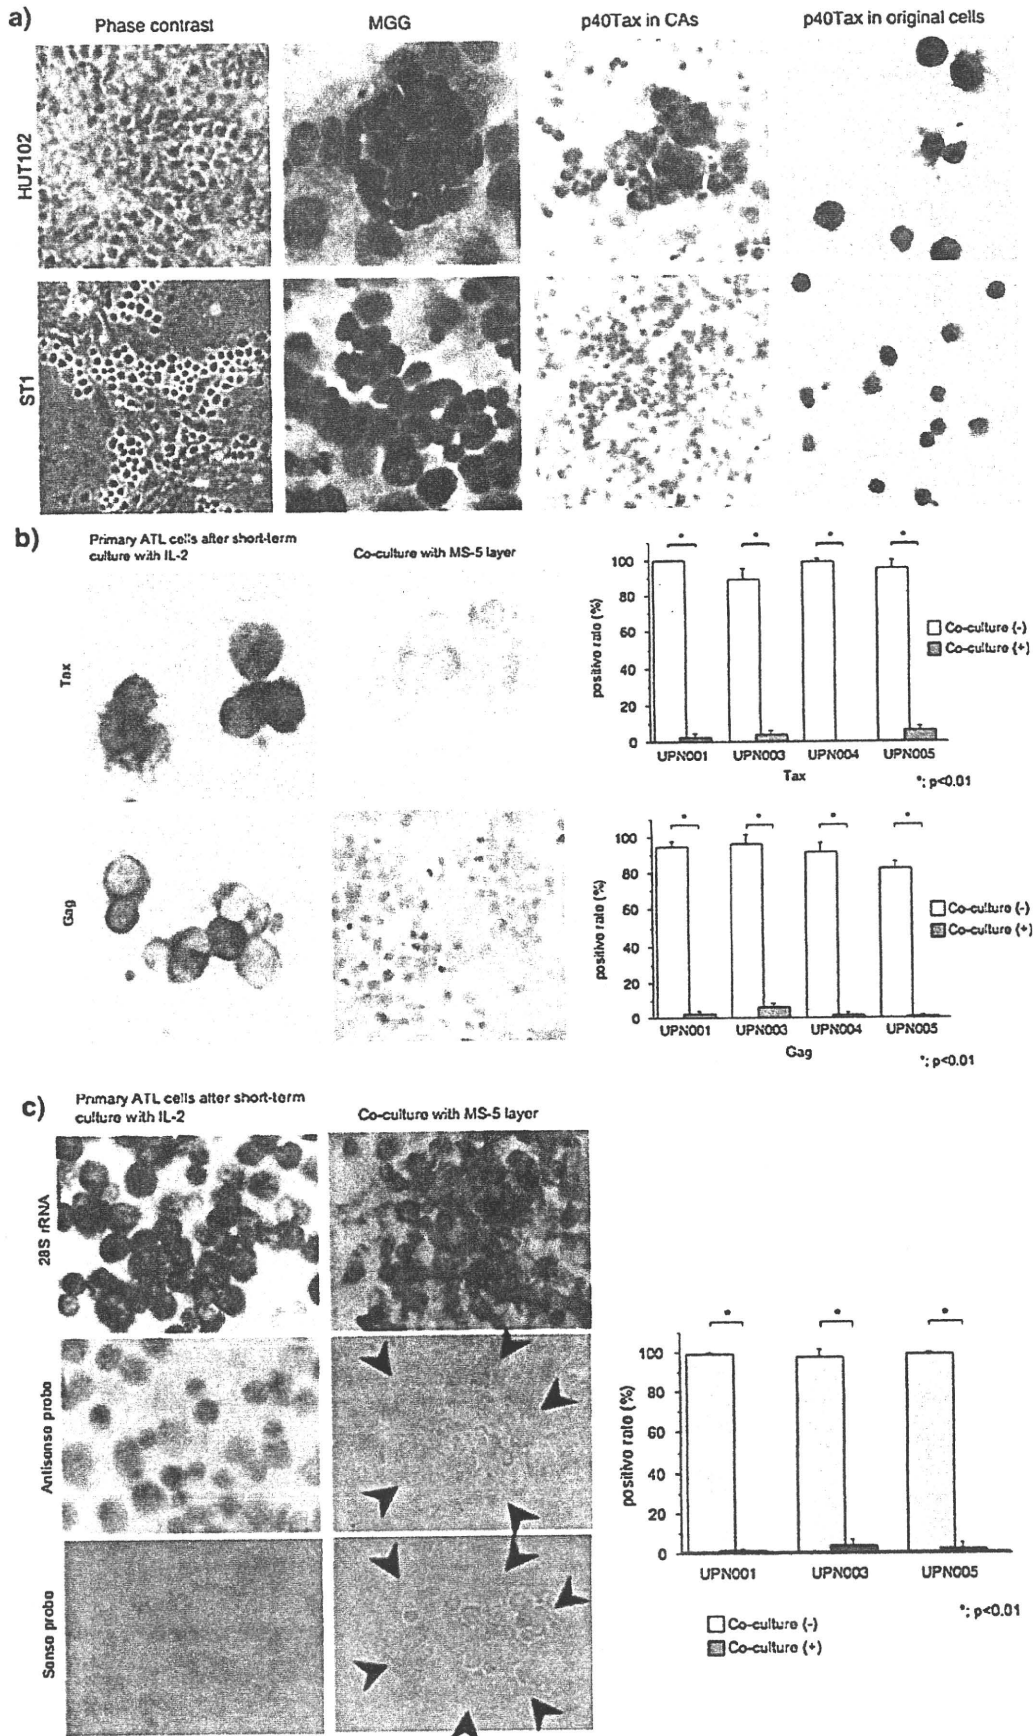 a)
Phase contrast
MGG
p40Tax in CAs
p40Tax in original cells
HUT102
ST1
b)
Primary ATL cells after short-term
culture with IL-2
Co-culture with MS-5 layer
Tax
Gag
positive rato (%)
100
80
60
40
20
0
UPN001 UPN003 UPN004 UPN005
Tax
*; p<0.01
Co-culture (-)
Co-culture (+)
positive rato (%)
100
80
60
40
20
0
UPN001 UPN003 UPN004 UPN005
Gag
*; p<0.01
Co-culture (-)
Co-culture (+)
c)
Primary ATL cells after short-term
culture with IL-2
Co-culture with MS-5 layer
28S rRNA
Antisense probe
Sense probe
positive rato (%)
100
80
60
40
20
0
UPN001 UPN003 UPN005
*; p<0.01
Co-culture (-)
Co-culture (+)